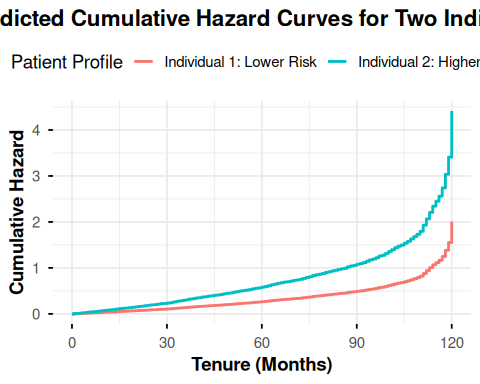 dicted Cumulative Hazard Curves for Two Indi
Patient Profile Individual 1: Lower Risk Individual 2: Higher
Cumulative Hazard
4
3
2
1
0
0 30 60 90 120
Tenure (Months)